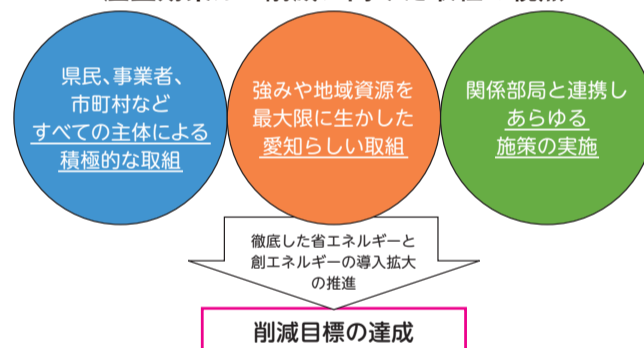 県民、事業者、
市町村など
すべての主体による
積極的な取組
強みや地域資源を
最大限に生かした
愛知らしい取組
関係部局と連携し
あらゆる
施策の実施
徹底した省エネルギーと
創エネルギーの導入拡大
の推進
削減目標の達成